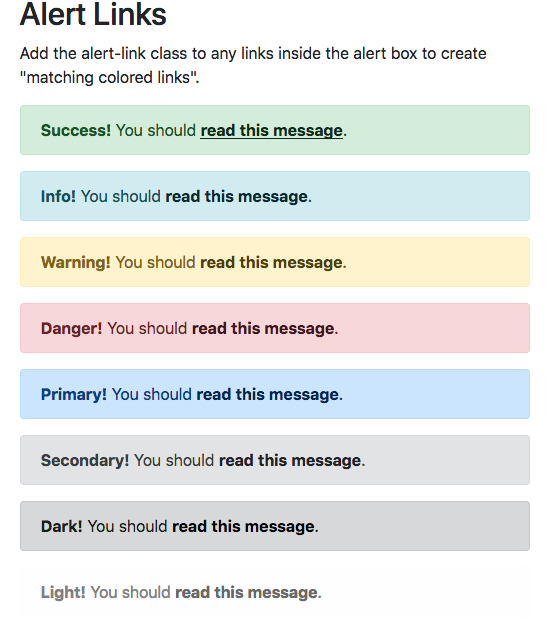 Alert Links
Add the alert-link class to any links inside the alert box to create
"matching colored links".
Success! You should read this message.
Info! You should read this message.
Warning! You should read this message.
Danger! You should read this message.
Primary! You should read this message.
Secondary! You should read this message.
Dark! You should read this message.
Light! You should read this message.